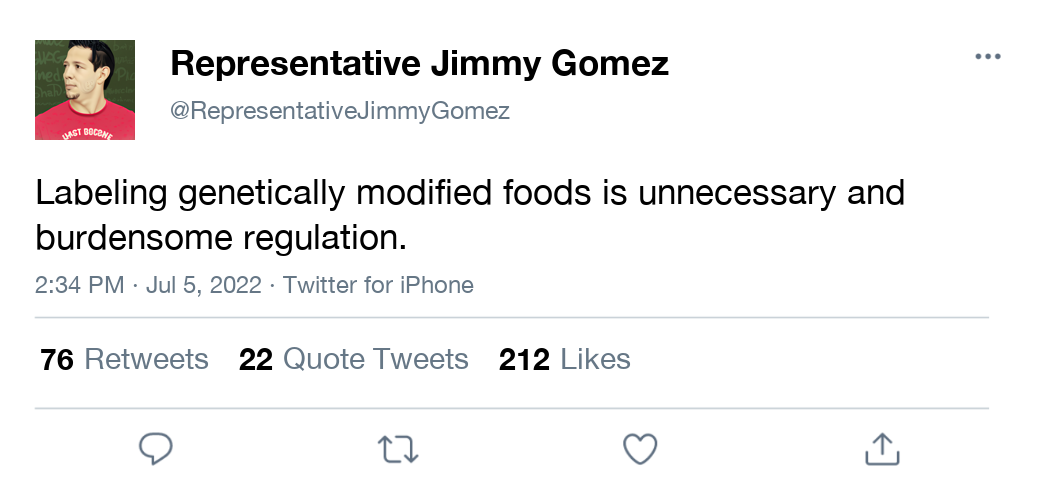 Representative Jimmy Gomez
@RepresentativeJimmyGomez
Labeling genetically modified foods is unnecessary and
burdensome regulation.
2:34 PM · Jul 5, 2022 · Twitter for iPhone
76 Retweets 22 Quote Tweets 212 Likes